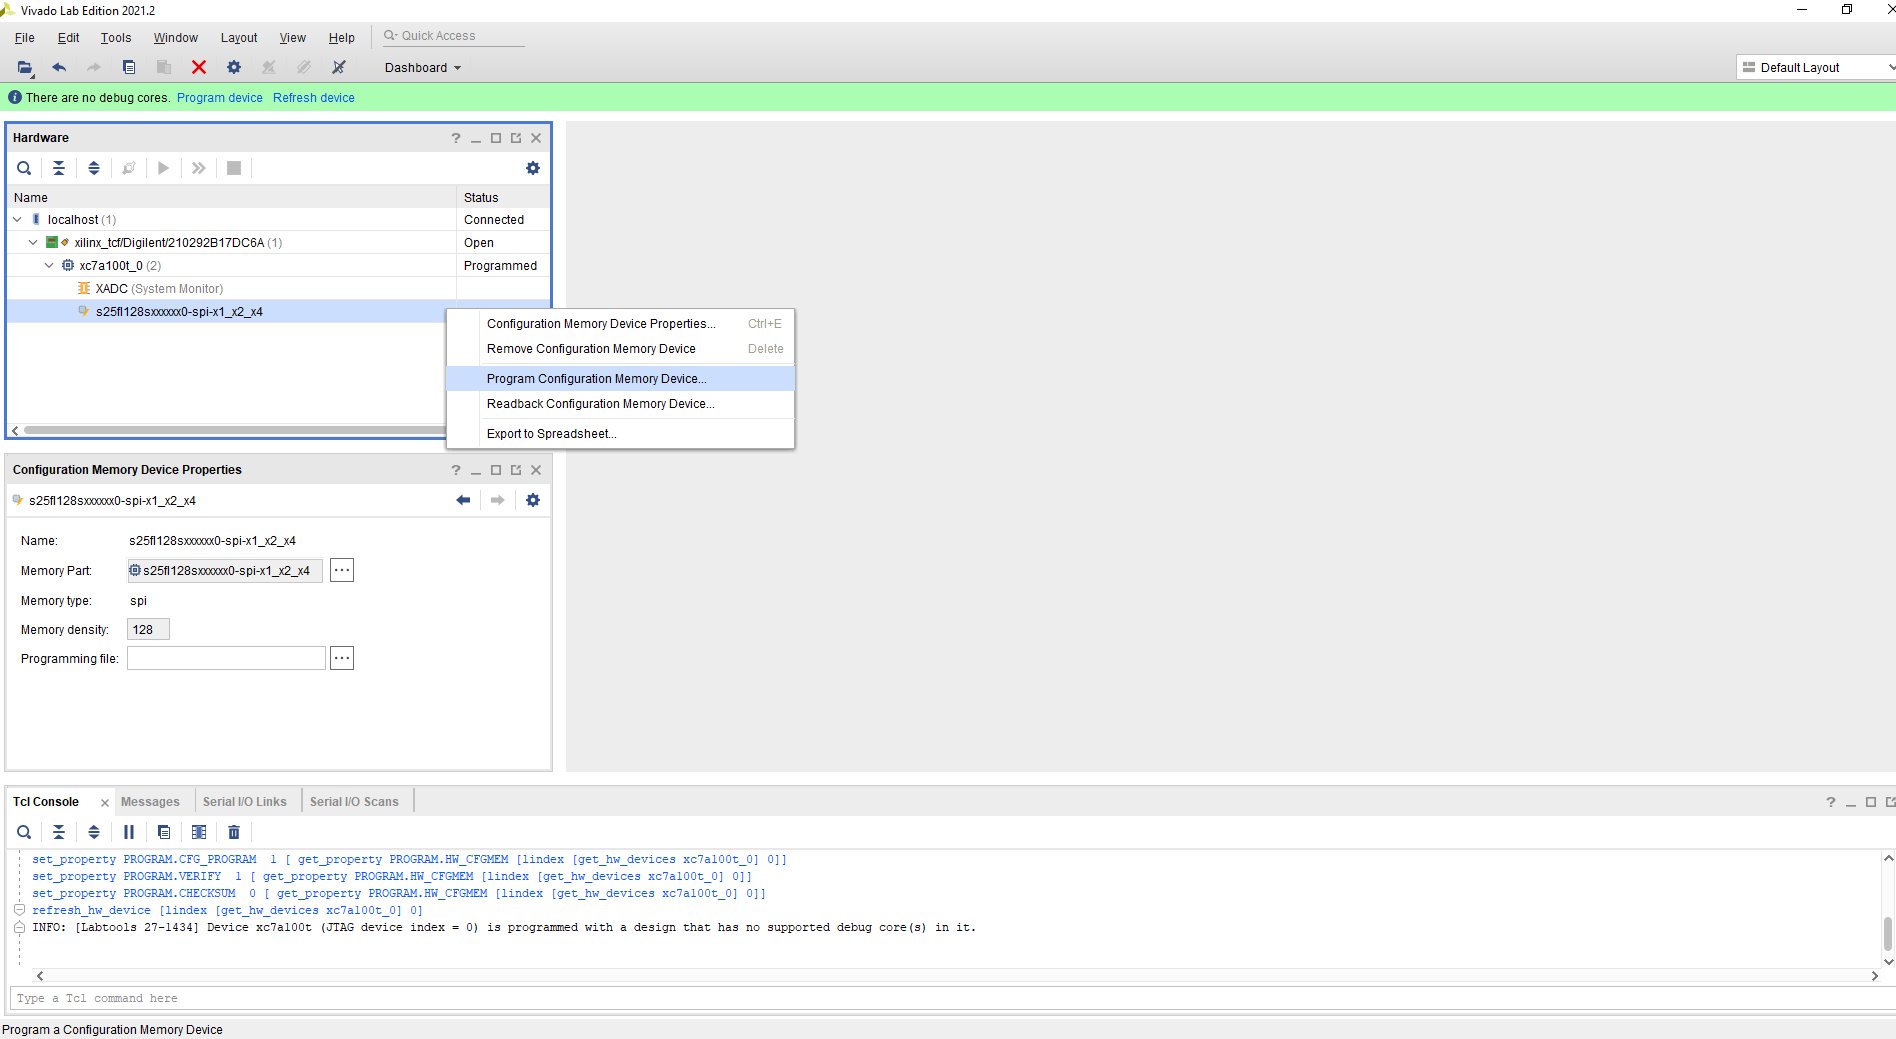 Vivado Lab Edition 2021.2
File Edit Tools Window Layout View Help Quick Access
Dashboard Default Layout
There are no debug cores. Program device Refresh device
Hardware
Name Status
localhost (1) Connected
xilinx_tcf/Digilent/210292B17DC6A (1) Open
xc7a100t_0 (2) Programmed
XADC (System Monitor)
s25fl128sxxxxxx0-spi-x1_x2_x4
Configuration Memory Device Properties... Ctrl+E
Remove Configuration Memory Device Delete
Program Configuration Memory Device...
Readback Configuration Memory Device...
Export to Spreadsheet...
Configuration Memory Device Properties
s25fl128sxxxxxx0-spi-x1_x2_x4
Name: s25fl128sxxxxxx0-spi-x1_x2_x4
Memory Part: s25fl128sxxxxxx0-spi-x1_x2_x4
Memory type: spi
Memory density: 128
Programming file:
Tcl Console Messages Serial I/O Links Serial I/O Scans
set_property PROGRAM.CFG_PROGRAM 1 [ get_property PROGRAM.HW_CFGMEM [lindex [get_hw_devices xc7a100t_0] 0]]
set_property PROGRAM.VERIFY 1 [ get_property PROGRAM.HW_CFGMEM [lindex [get_hw_devices xc7a100t_0] 0]]
set_property PROGRAM.CHECKSUM 0 [ get_property PROGRAM.HW_CFGMEM [lindex [get_hw_devices xc7a100t_0] 0]]
refresh_hw_device [lindex [get_hw_devices xc7a100t_0] 0]
INFO: [Labtools 27-1434] Device xc7a100t (JTAG device index = 0) is programmed with a design that has no supported debug core(s) in it.
Type a Tcl command here
Program a Configuration Memory Device